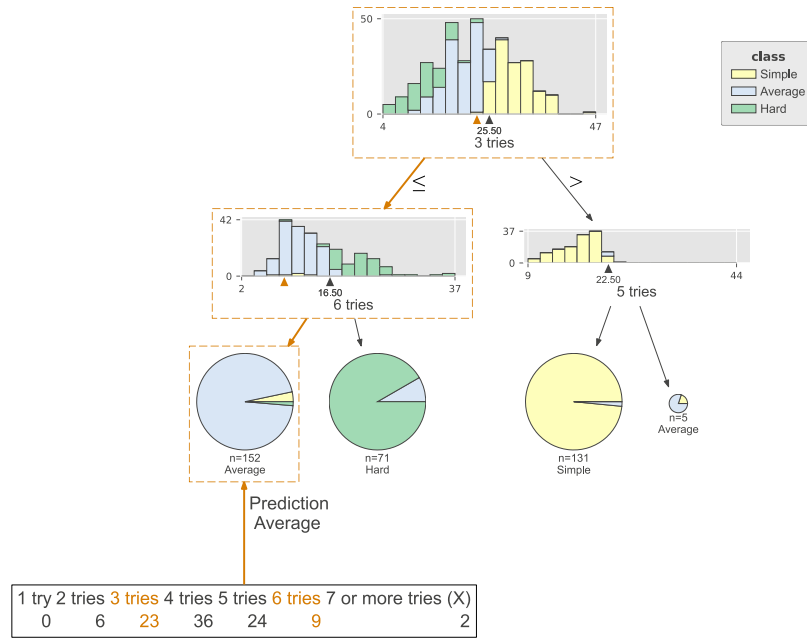 50
0
4
25.50
47
3 tries
class
Simple
Average
Hard
≤
>
42
0
2
16.50
37
6 tries
37
0
9
22.50
44
5 tries
n=152
Average
n=71
Hard
n=131
Simple
n=5
Average
Prediction
Average
1 try 2 tries 3 tries 4 tries 5 tries 6 tries 7 or more tries (X)
0 6 23 36 24 9 2